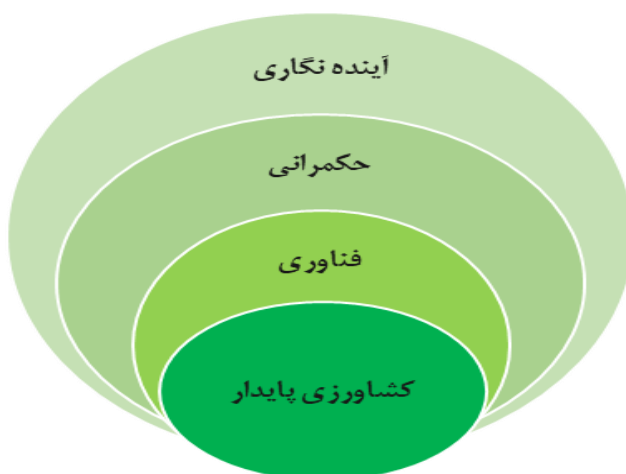 آینده نگاری
حکمرانی
فناوری
کشاورزی پایدار